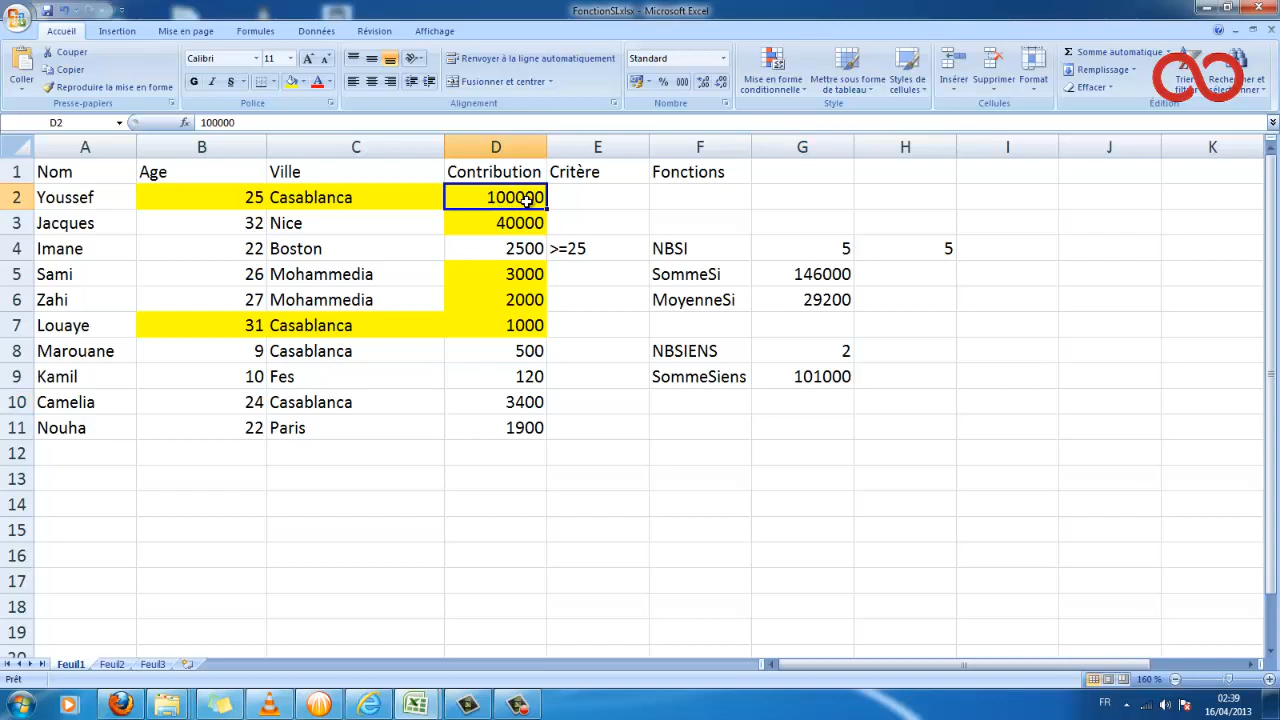 FonctionSI.xlsx - Microsoft Excel
Accueil Insertion Mise en page Formules Données Révision Affichage
Coller
Couper
Copier
Reproduire la mise en forme
Presse-papiers
Calibri 11
G I S
Police
Renvoyer à la ligne automatiquement
Fusionner et centrer
Alignement
Standard
% 000
Nombre
Mise en forme conditionnelle
Mettre sous forme de tableau
Styles de cellules
Style
Insérer
Supprimer
Format
Cellules
Somme automatique
Remplissage
Effacer
Édition
D2 fx 100000
A B C D E F G H I J K
1 Nom Age Ville Contribution Critère Fonctions
2 Youssef 25 Casablanca 100000
3 Jacques 32 Nice 40000
4 Imane 22 Boston 2500 >=25 NBSI 5 5
5 Sami 26 Mohammedia 3000 SommeSi 146000
6 Zahi 27 Mohammedia 2000 MoyenneSi 29200
7 Louaye 31 Casablanca 1000
8 Marouane 9 Casablanca 500 NBSIENS 2
9 Kamil 10 Fes 120 SommeSiens 101000
10 Camelia 24 Casablanca 3400
11 Nouha 22 Paris 1900
12
13
14
15
16
17
18
19
20
Feuil1 Feuil2 Feuil3
Prêt 160 %
FR 02:39
16/04/2013